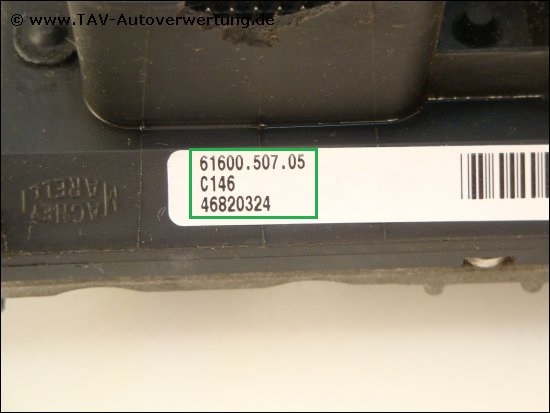 © www.TAV-Autoverwertung.de
61600.507.05
C146
46820324
MAGNETI
MARELLI